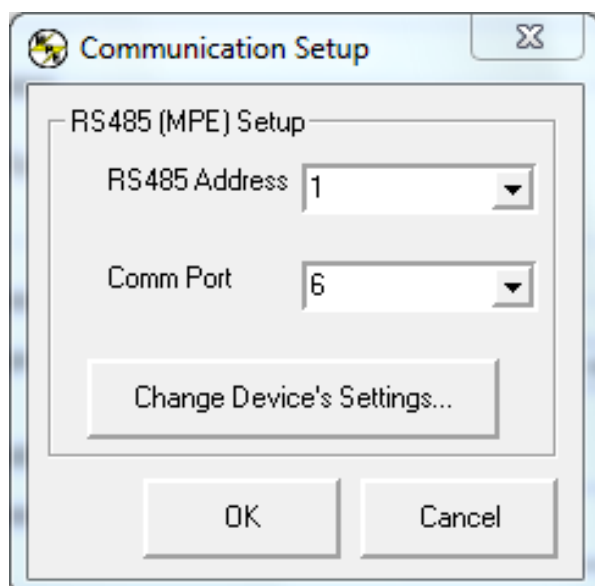 Communication Setup
RS485 (MPE) Setup
RS485 Address 1
Comm Port 6
Change Device's Settings...
OK Cancel